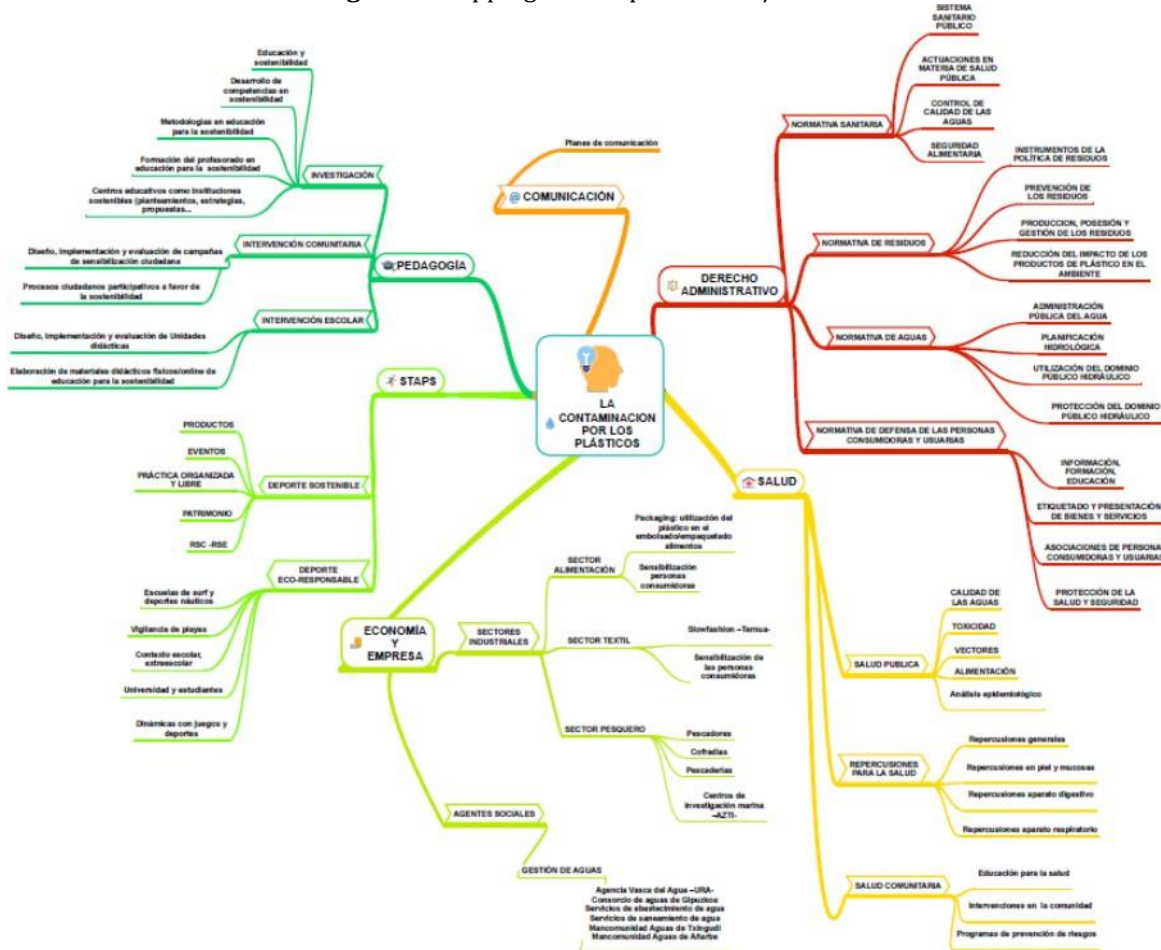 LA
CONTAMINACION
POR LOS
PLÁSTICOS
PEDAGOGÍA
INVESTIGACIÓN
Educación y
sostenibilidad
Desarrollo de
competencias en
sostenibilidad
Metodologías en educación
para la sostenibilidad
Formación del profesorado en
educación para la sostenibilidad
Centros educativos como instituciones
sostenibles (planteamientos, estrategias,
propuestas...
INTERVENCIÓN COMUNITARIA
Diseño, implementación y evaluación de campañas
de sensibilización ciudadana
Procesos ciudadanos participativos a favor de
la sostenibilidad
INTERVENCIÓN ESCOLAR
Diseño, implementación y evaluación de Unidades
didácticas
Elaboración de materiales didácticos físicos/online de
educación para la sostenibilidad
STAPS
DEPORTE SOSTENIBLE
PRODUCTOS
EVENTOS
PRÁCTICA ORGANIZADA
Y LIBRE
PATRIMONIO
RSC -RSE
DEPORTE
ECO-RESPONSABLE
Escuelas de surf y
deportes náuticos
Vigilancia de playas
Contexto escolar,
extraescolar
Universidad y estudiantes
Dinámicas con juegos y
deportes
ECONOMÍA
Y
EMPRESA
SECTORES
INDUSTRIALES
SECTOR
ALIMENTACIÓN
Packaging: utilización del
plástico en el
embolsado/empaquetado
alimentos
Sensibilización
personas
consumidoras
SECTOR TEXTIL
Slowfashion –Ternua-
Sensibilización de
las personas
consumidoras
SECTOR PESQUERO
Pescadores
Cofradías
Pescaderías
Centros de
investigación marina
–AZTI-
AGENTES SOCIALES
GESTIÓN DE AGUAS
Agencia Vasca del Agua –URA-
Consorcio de aguas de Gipuzkoa
Servicios de abastecimiento de agua
Servicios de saneamiento de agua
Mancomunidad Aguas de Txingudi
Mancomunidad Aguas de Añarbe
@ COMUNICACIÓN
Planes de comunicación
DERECHO
ADMINISTRATIVO
NORMATIVA SANITARIA
SISTEMA
SANITARIO
PÚBLICO
ACTUACIONES EN
MATERIA DE SALUD
PÚBLICA
CONTROL DE
CALIDAD DE LAS
AGUAS
SEGURIDAD
ALIMENTARIA
NORMATIVA DE RESIDUOS
INSTRUMENTOS DE LA
POLÍTICA DE RESIDUOS
PREVENCIÓN DE
LOS RESIDUOS
PRODUCCION, POSESIÓN Y
GESTIÓN DE LOS RESIDUOS
REDUCCIÓN DEL IMPACTO DE LOS
PRODUCTOS DE PLÁSTICO EN EL
AMBIENTE
NORMATIVA DE AGUAS
ADMINISTRACIÓN
PÚBLICA DEL AGUA
PLANIFICACIÓN
HIDROLÓGICA
UTILIZACIÓN DEL DOMINIO
PÚBLICO HIDRÁULICO
PROTECCIÓN DEL DOMINIO
PÚBLICO HIDRÁULICO
NORMATIVA DE DEFENSA DE LAS PERSONAS
CONSUMIDORAS Y USUARIAS
INFORMACIÓN,
FORMACIÓN,
EDUCACIÓN
ETIQUETADO Y PRESENTACIÓN
DE BIENES Y SERVICIOS
ASOCIACIONES DE PERSONA
CONSUMIDORAS Y USUARIAS
PROTECCIÓN DE LA
SALUD Y SEGURIDAD
SALUD
SALUD PUBLICA
CALIDAD DE
LAS AGUAS
TOXICIDAD
VECTORES
ALIMENTACIÓN
Análisis epidemiológico
REPERCUSIONES
PARA LA SALUD
Repercusiones generales
Repercusiones en piel y mucosas
Repercusiones aparato digestivo
Repercusiones aparato respiratorio
SALUD COMUNITARIA
Educación para la salud
Intervenciones en la comunidad
Programas de prevención de riesgos